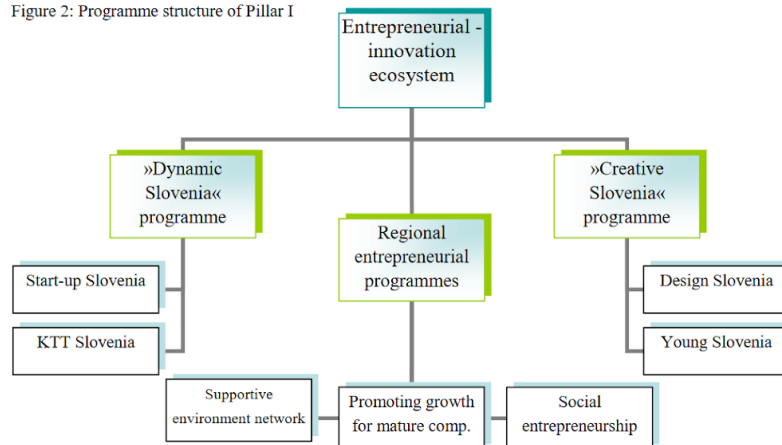 Figure 2: Programme structure of Pillar I
Entrepreneurial -
innovation
ecosystem
»Dynamic
Slovenia«
programme
»Creative
Slovenia«
programme
Regional
entrepreneurial
programmes
Start-up Slovenia
Design Slovenia
KTT Slovenia
Young Slovenia
Supportive
environment network
Promoting growth
for mature comp.
Social
entrepreneurship